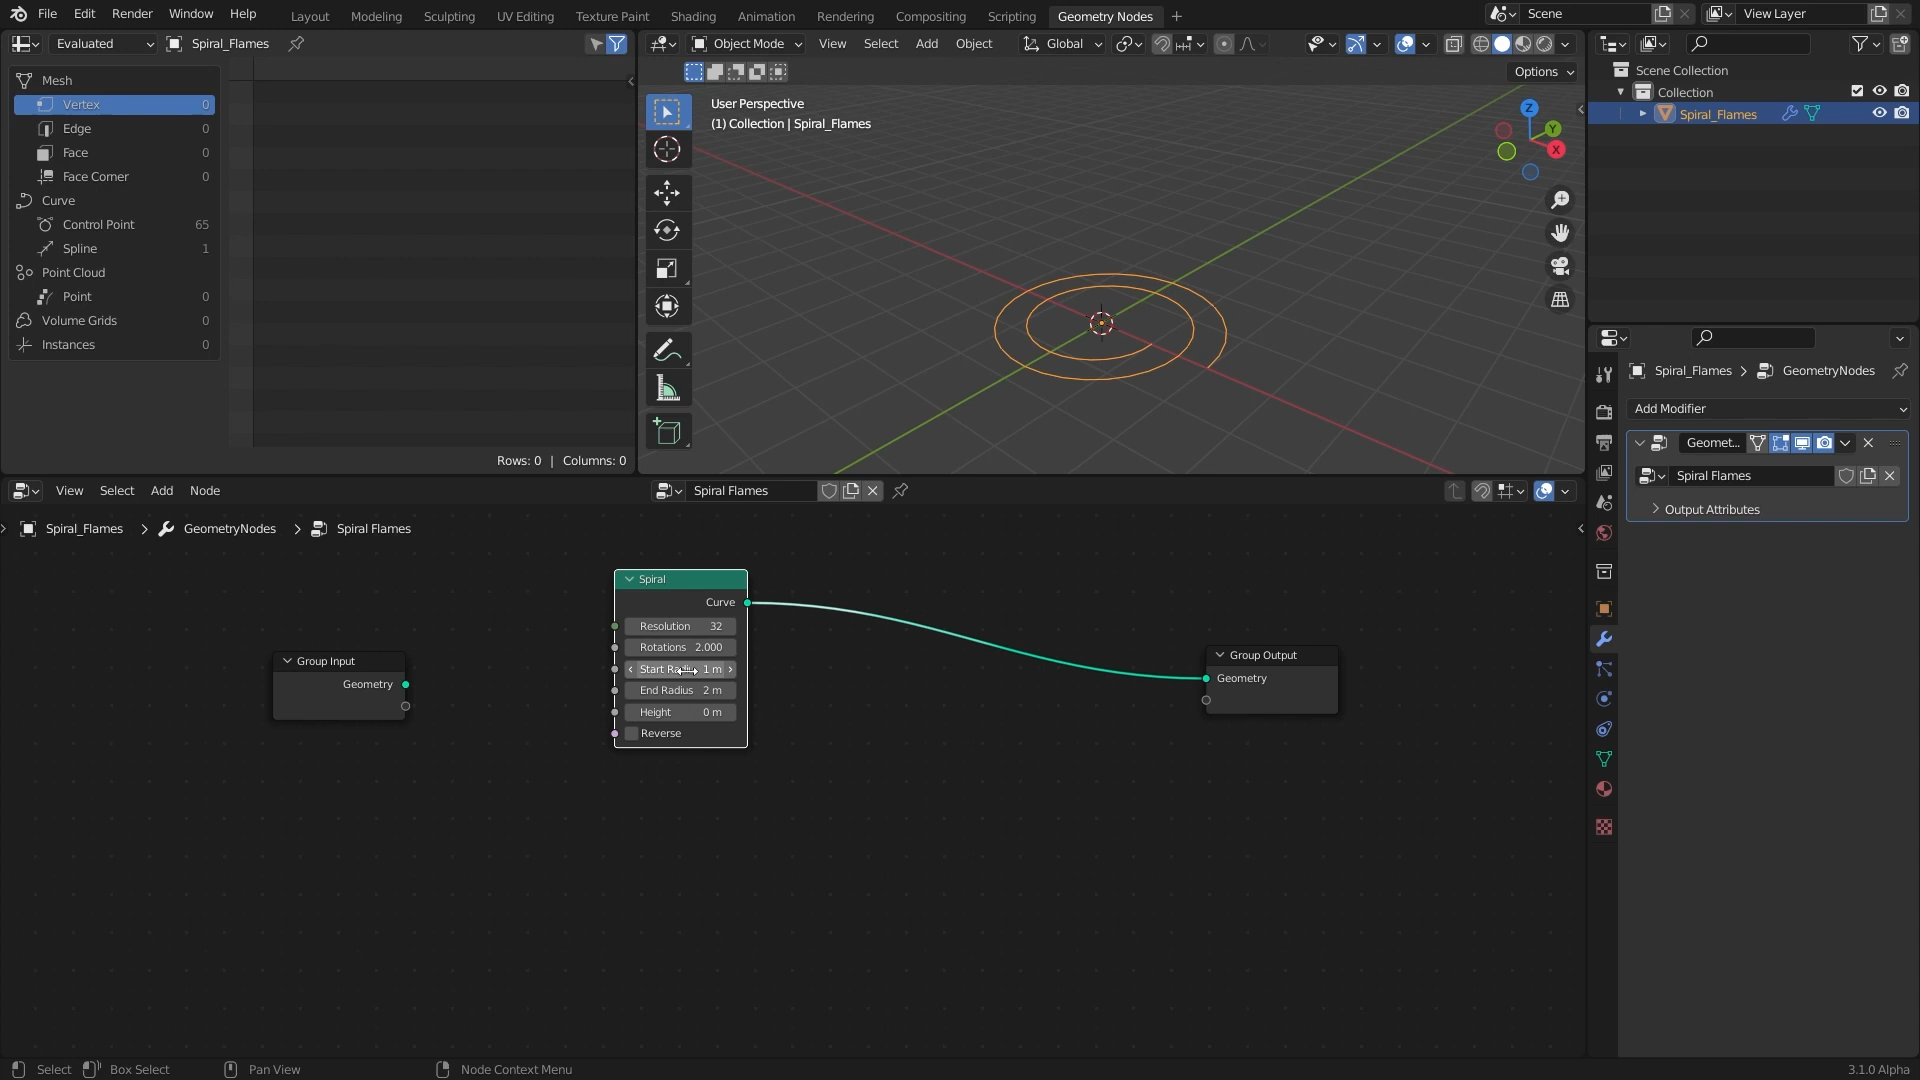 File Edit Render Window Help
Layout Modeling Sculpting UV Editing Texture Paint Shading Animation Rendering Compositing Scripting Geometry Nodes +
Scene
View Layer
Evaluated
Spiral_Flames
Mesh
Vertex 0
Edge 0
Face 0
Face Corner 0
Curve
Control Point 65
Spline 1
Point Cloud
Point 0
Volume Grids 0
Instances 0
Rows: 0 | Columns: 0
Object Mode View Select Add Object Global
Options
User Perspective
(1) Collection | Spiral_Flames
Z
Y
X
Scene Collection
Collection
Spiral_Flames
Spiral_Flames > GeometryNodes
Add Modifier
Geomet...
Spiral Flames
Output Attributes
View Select Add Node
Spiral Flames
Spiral_Flames > GeometryNodes > Spiral Flames
Group Input
Geometry
Spiral
Curve
Resolution 32
Rotations 2.000
Start 1 m
End Radius 2 m
Height 0 m
Reverse
Group Output
Geometry
Select Box Select Pan View Node Context Menu
3.1.0 Alpha